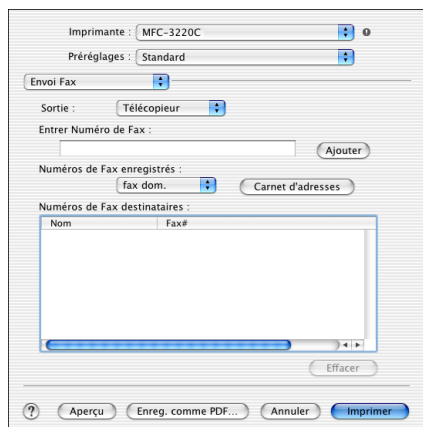 Imprimante : MFC-3220C
Préréglages : Standard
Envoi Fax
Sortie : Télécopieur
Entrer Numéro de Fax :
Ajouter
Numéros de Fax enregistrés :
fax dom. Carnet d'adresses
Numéros de Fax destinataires :
Nom Fax#
Effacer
? Aperçu Enreg. comme PDF... Annuler Imprimer